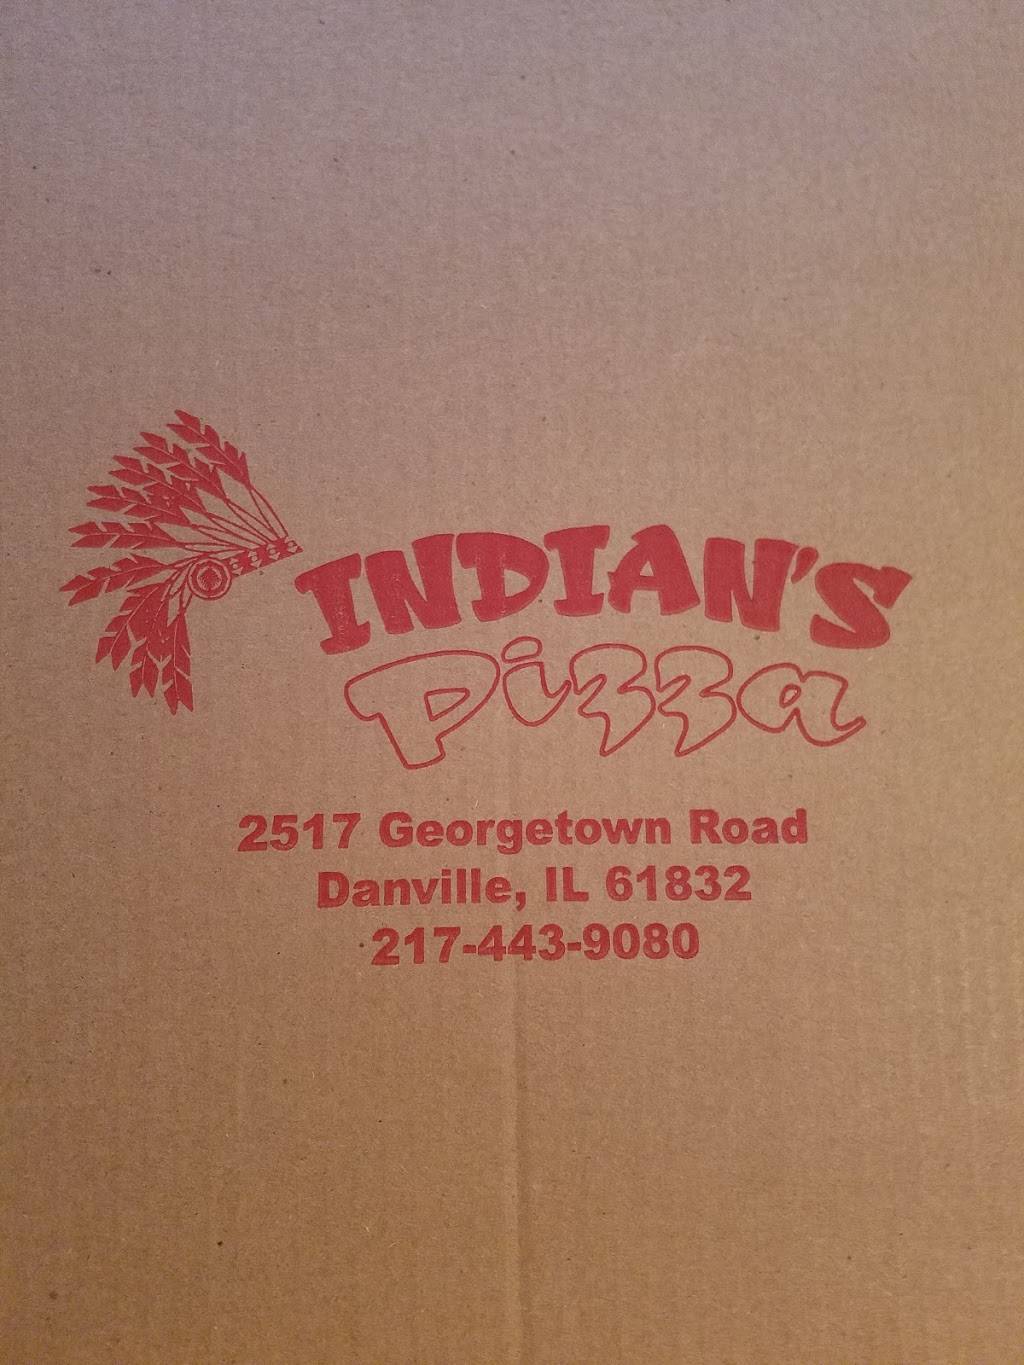 INDIAN'S
Pizza
2517 Georgetown Road
Danville, IL 61832
217-443-9080